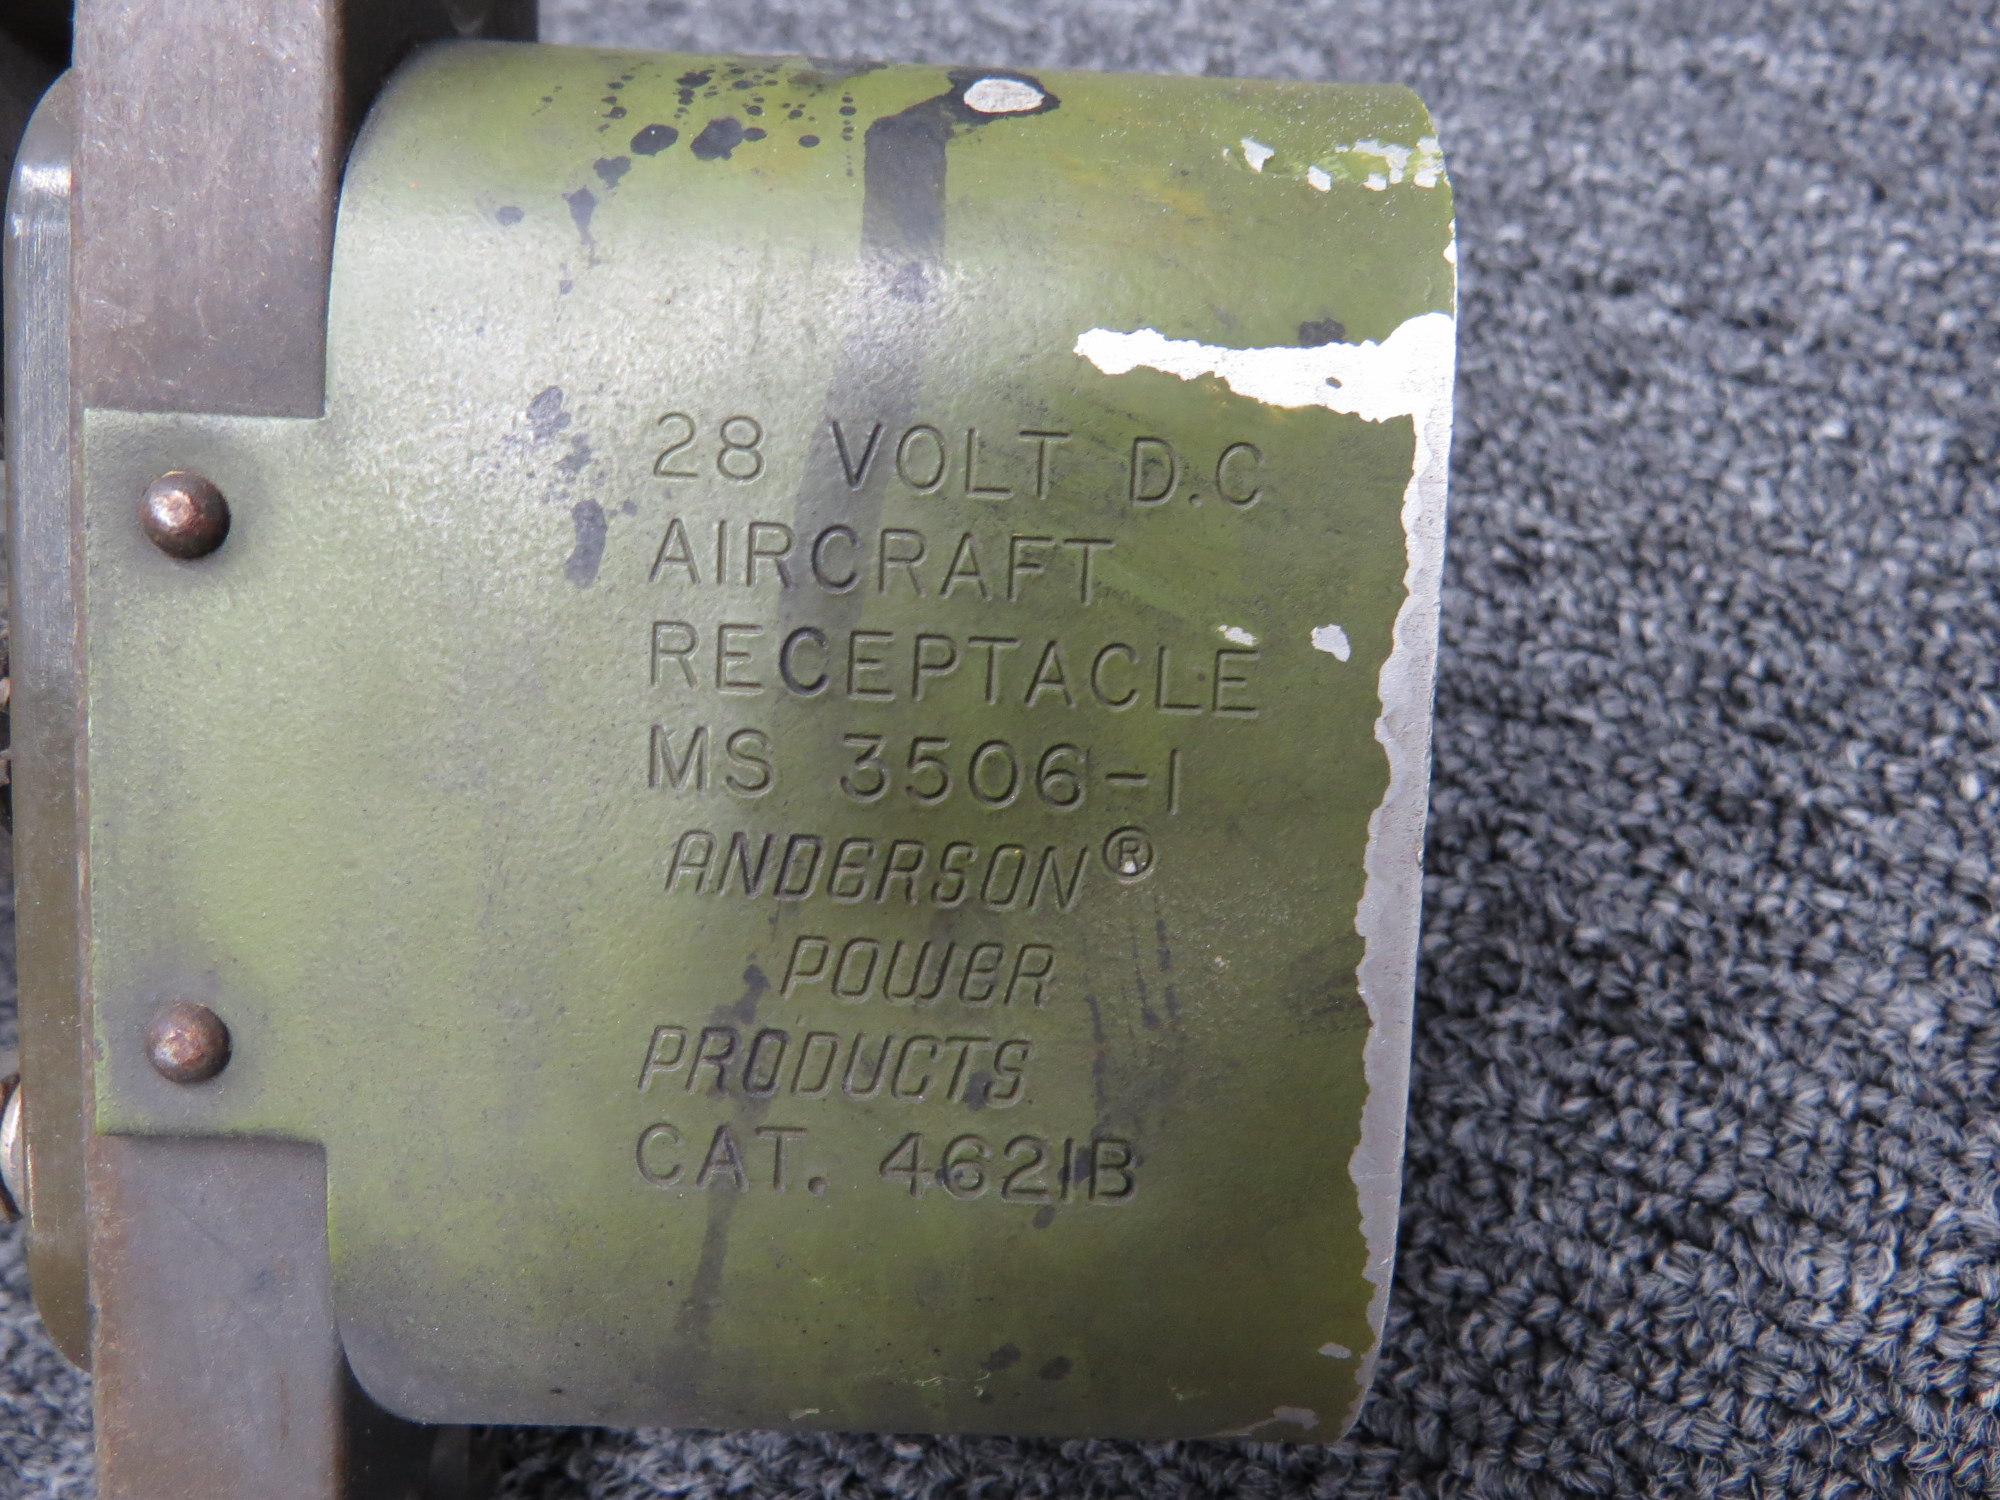 28 VOLT D.C
AIRCRAFT
RECEPTACLE
MS 3506-1
ANDERSON®
POWER
PRODUCTS
CAT. 4621B